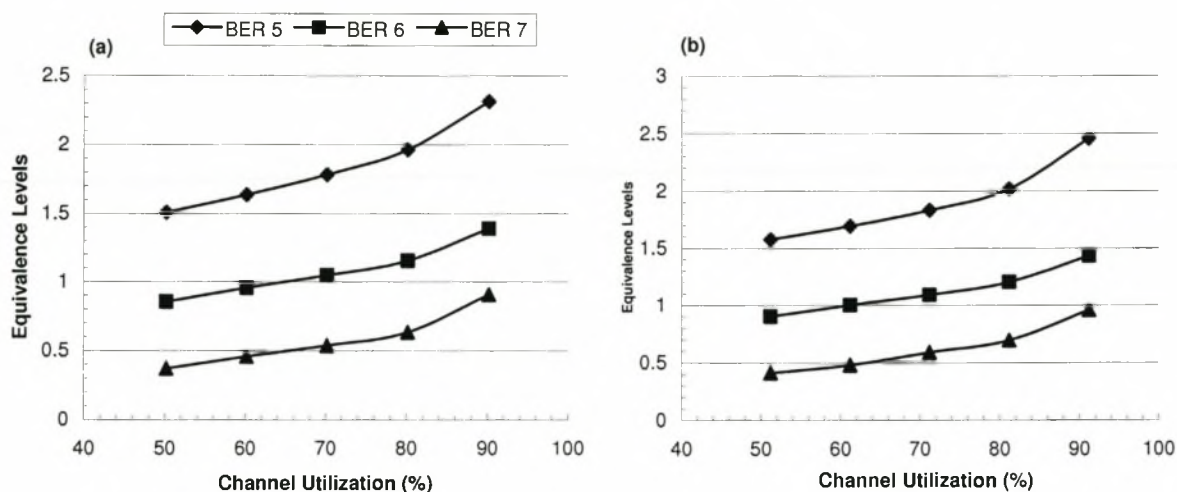 BER 5 BER 6 BER 7
(a)
2.5
2
1.5
1
0.5
0
Equivalence Levels
40 50 60 70 80 90 100
Channel Utilization (%)
(b)
3
2.5
2
1.5
1
0.5
0
Equivalence Levels
40 50 60 70 80 90 100
Channel Utilization (%)